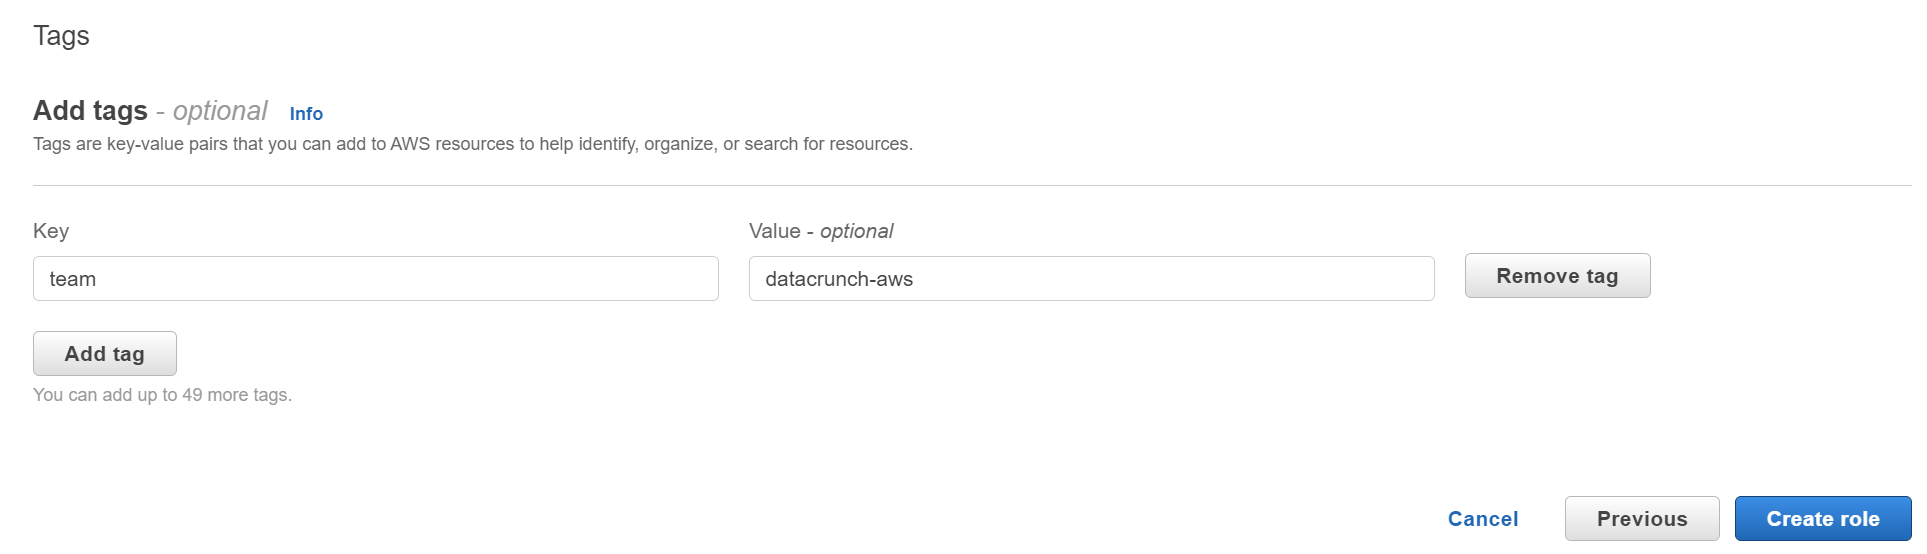 Tags
Add tags - optional Info
Tags are key-value pairs that you can add to AWS resources to help identify, organize, or search for resources.
Key Value - optional
team datacrunch-aws Remove tag
Add tag
You can add up to 49 more tags.
Cancel Previous Create role